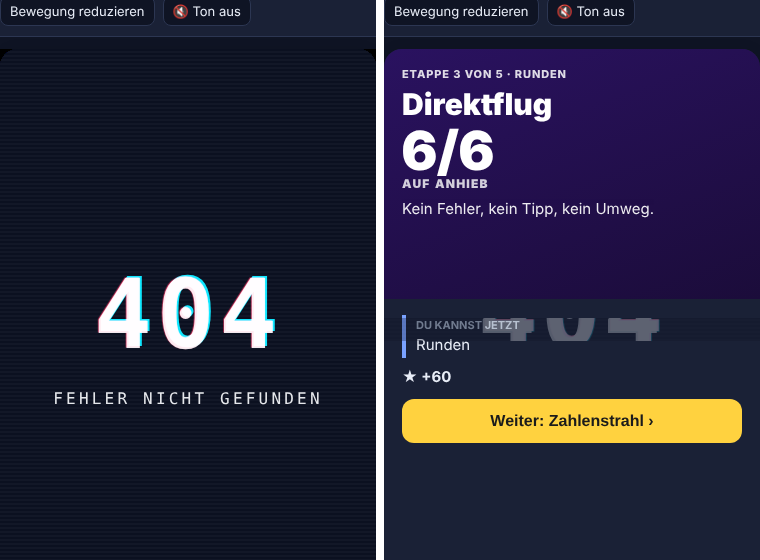 Bewegung reduzieren
🔇 Ton aus
404
FEHLER NICHT GEFUNDEN
Bewegung reduzieren
🔇 Ton aus
ETAPPE 3 VON 5 · RUNDEN
Direktflug
6/6
AUF ANHIEB
Kein Fehler, kein Tipp, kein Umweg.
404
DU KANNST JETZT
Runden
★ +60
Weiter: Zahlenstrahl ›